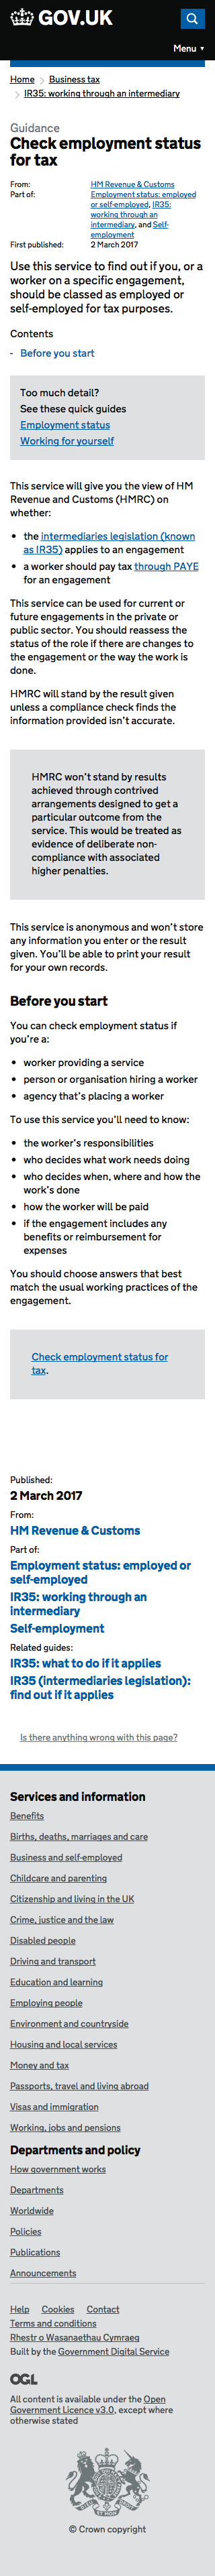 GOV.UK
Menu ▼
Home > Business tax
> IR35: working through an intermediary
Guidance
Check employment status
for tax
From: HM Revenue & Customs
Part of: Employment status: employed
or self-employed, IR35:
working through an
intermediary, and Self-
employment
First published: 2 March 2017
Use this service to find out if you, or a
worker on a specific engagement,
should be classed as employed or
self-employed for tax purposes.
Contents
- Before you start
Too much detail?
See these quick guides
Employment status
Working for yourself
This service will give you the view of HM
Revenue and Customs (HMRC) on
whether:
• the intermediaries legislation (known
as IR35) applies to an engagement
• a worker should pay tax through PAYE
for an engagement
This service can be used for current or
future engagements in the private or
public sector. You should reassess the
status of the role if there are changes to
the engagement or the way the work is
done.
HMRC will stand by the result given
unless a compliance check finds the
information provided isn't accurate.
HMRC won't stand by results
achieved through contrived
arrangements designed to get a
particular outcome from the
service. This would be treated as
evidence of deliberate non-
compliance with associated
higher penalties.
This service is anonymous and won't store
any information you enter or the result
given. You'll be able to print your result
for your own records.
Before you start
You can check employment status if
you're a:
• worker providing a service
• person or organisation hiring a worker
• agency that's placing a worker
To use this service you'll need to know:
• the worker's responsibilities
• who decides what work needs doing
• who decides when, where and how the
work's done
• how the worker will be paid
• if the engagement includes any
benefits or reimbursement for
expenses
You should choose answers that best
match the usual working practices of the
engagement.
Check employment status for
tax.
Published:
2 March 2017
From:
HM Revenue & Customs
Part of:
Employment status: employed or
self-employed
IR35: working through an
intermediary
Self-employment
Related guides:
IR35: what to do if it applies
IR35 (intermediaries legislation):
find out if it applies
Is there anything wrong with this page?
Services and information
Benefits
Births, deaths, marriages and care
Business and self-employed
Childcare and parenting
Citizenship and living in the UK
Crime, justice and the law
Disabled people
Driving and transport
Education and learning
Employing people
Environment and countryside
Housing and local services
Money and tax
Passports, travel and living abroad
Visas and immigration
Working, jobs and pensions
Departments and policy
How government works
Departments
Worldwide
Policies
Publications
Announcements
Help Cookies Contact
Terms and conditions
Rhestr o Wasanaethau Cymraeg
Built by the Government Digital Service
OGL
All content is available under the Open
Government Licence v3.0, except where
otherwise stated
© Crown copyright